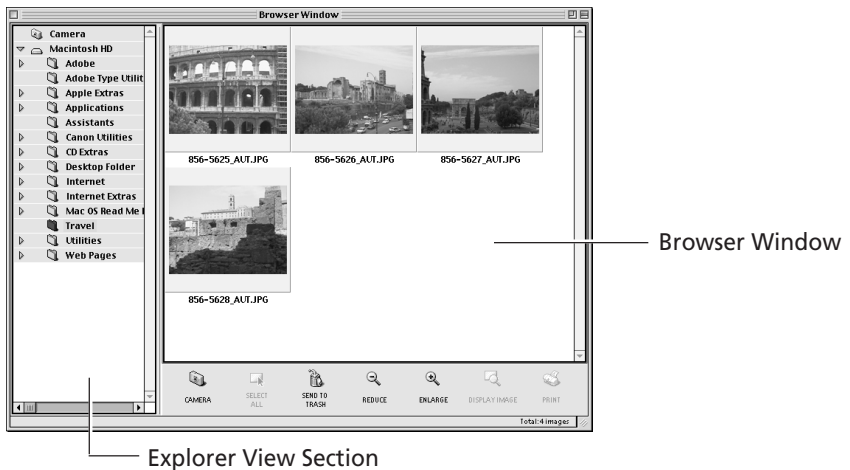 Browser Window
Camera
Macintosh HD
Adobe
Adobe Type Utilit
Apple Extras
Applications
Assistants
Canon Utilities
CD Extras
Desktop Folder
Internet
Internet Extras
Mac OS Read Me
Travel
Utilities
Web Pages
856-5625_AUT.JPG
856-5626_AUT.JPG
856-5627_AUT.JPG
856-5628_AUT.JPG
Browser Window
CAMERA
SELECT ALL
SEND TO TRASH
REDUCE
ENLARGE
DISPLAY IMAGE
PRINT
Total:4 images
Explorer View Section